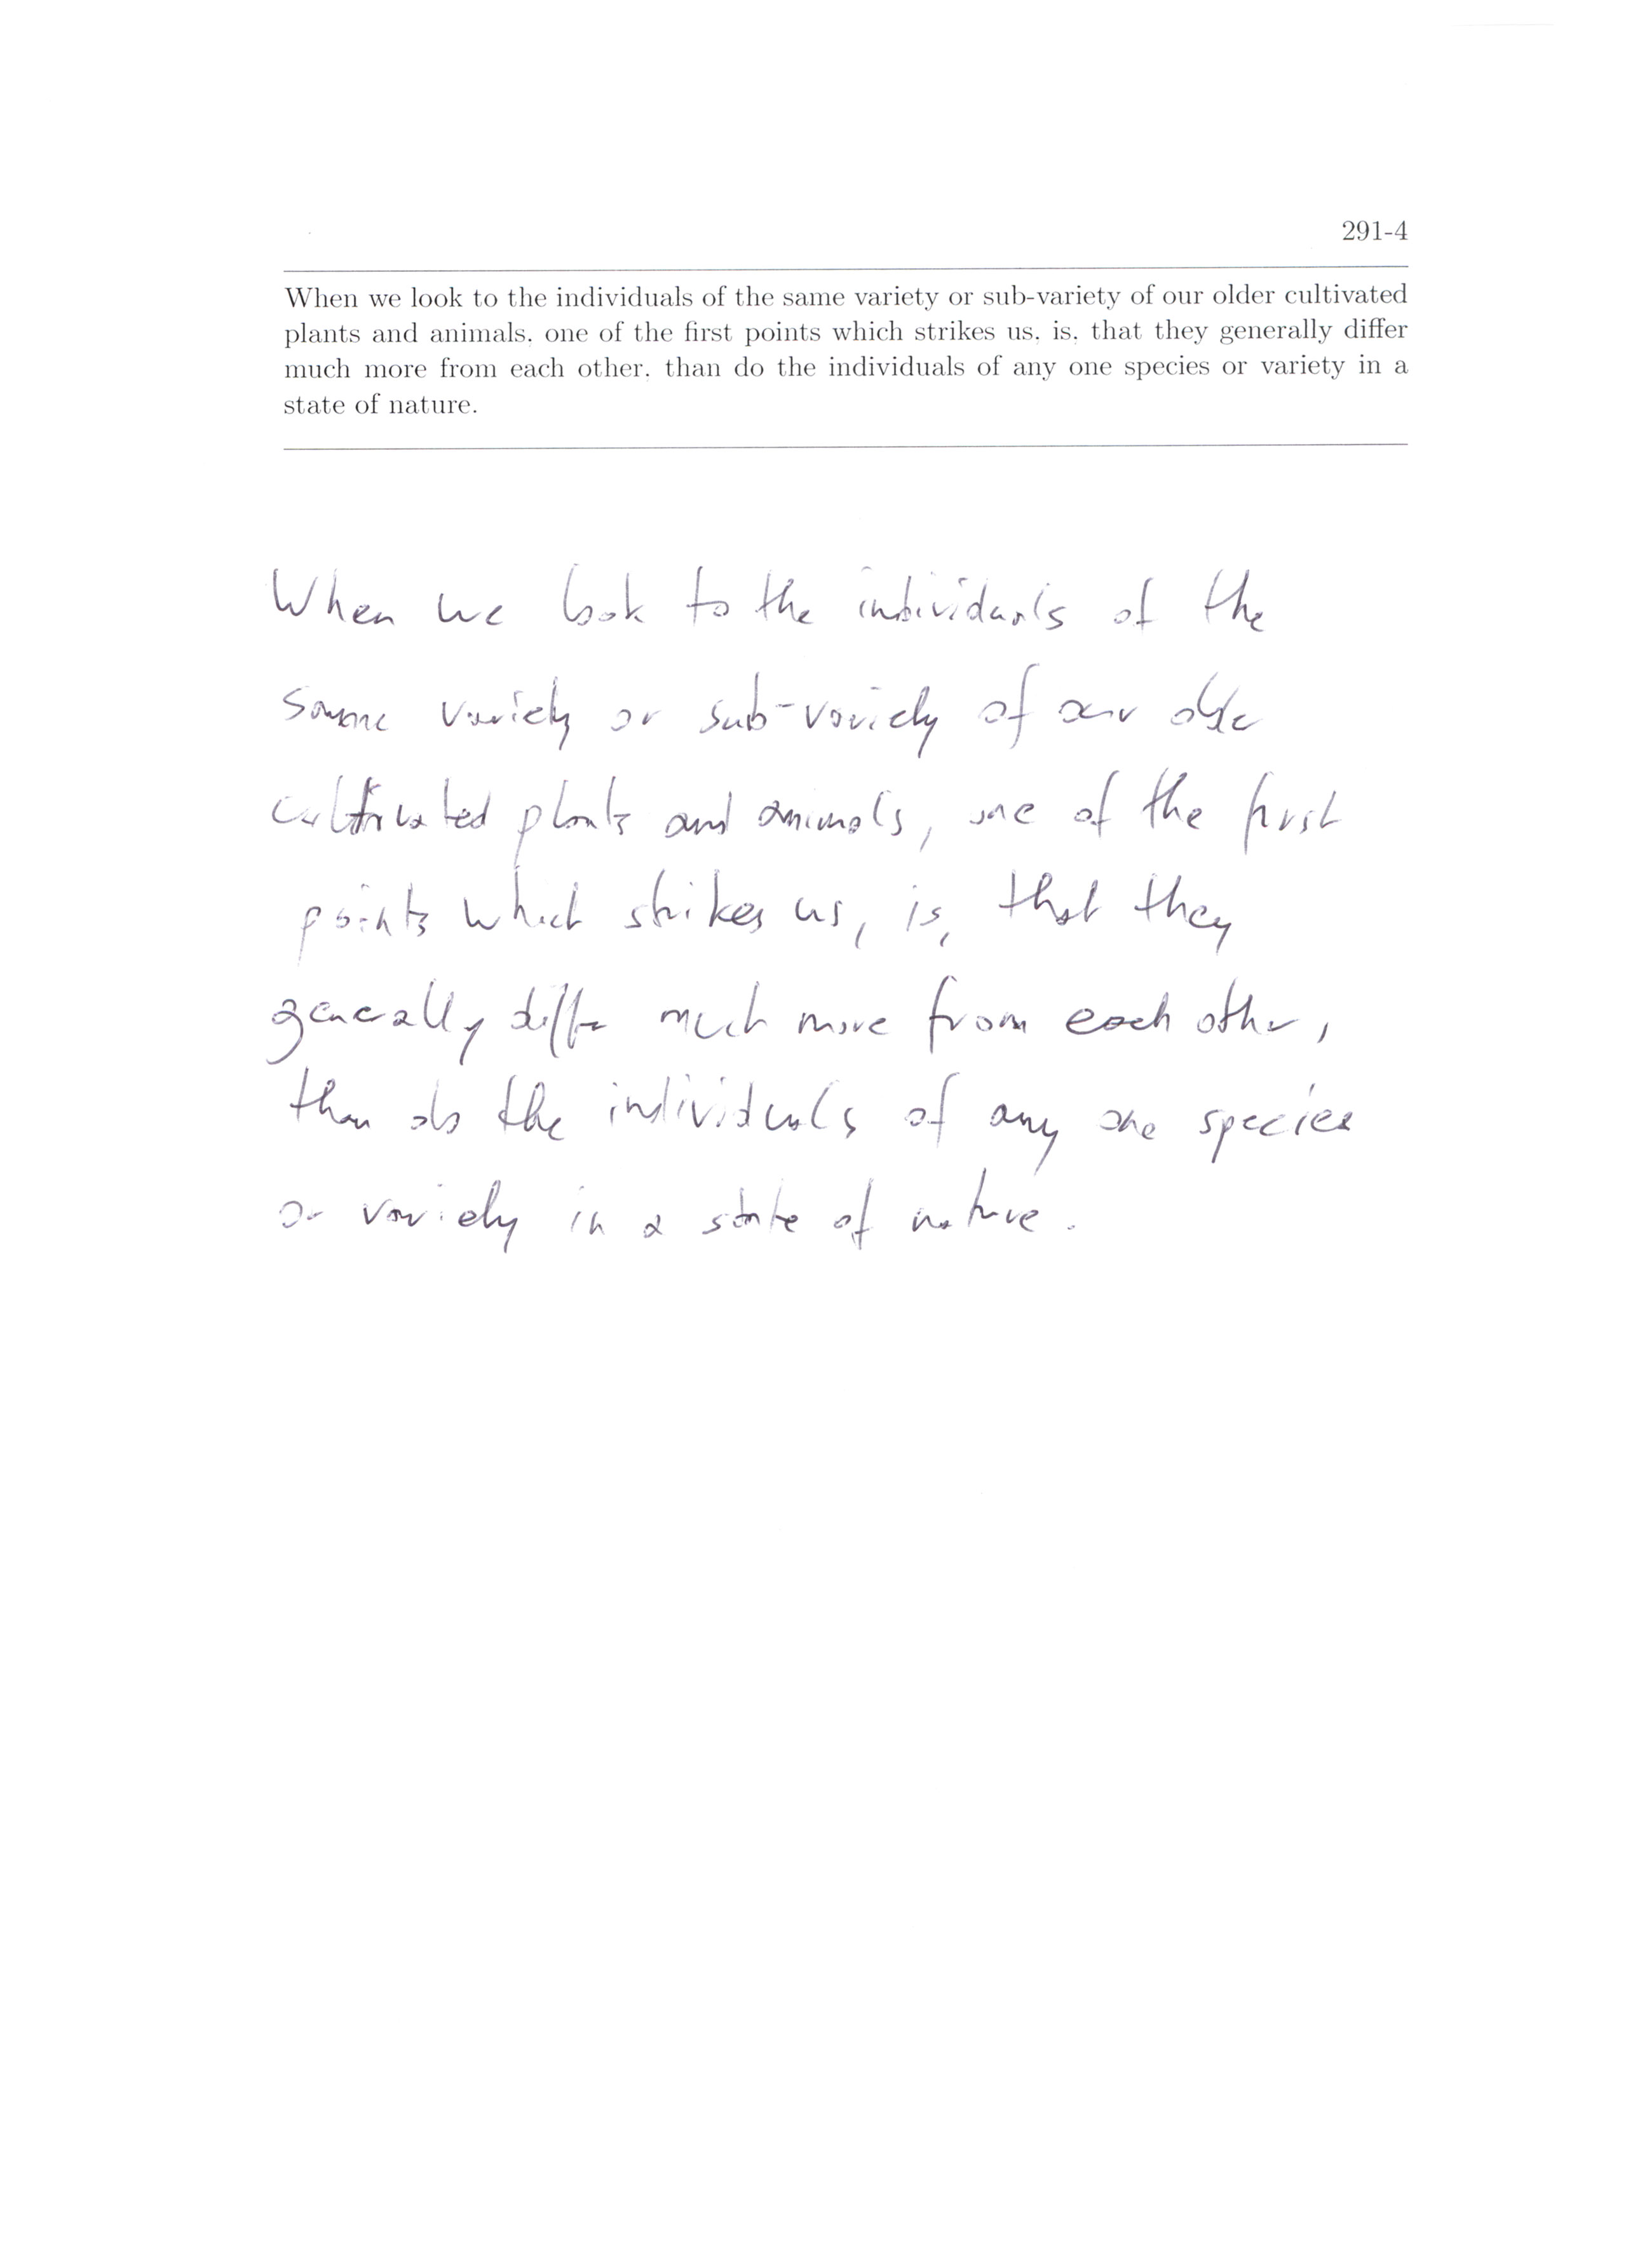 291-4
When we look to the individuals of the same variety or sub-variety of our older cultivated
plants and animals, one of the first points which strikes us, is, that they generally differ
much more from each other, than do the individuals of any one species or variety in a
state of nature.
When we look to the individuals of the
same variety or sub-variety of our older
cultivated plants and animals, one of the first
points which strikes us, is, that they
generally differ much more from each other,
than do the individuals of any one species
or variety in a state of nature.